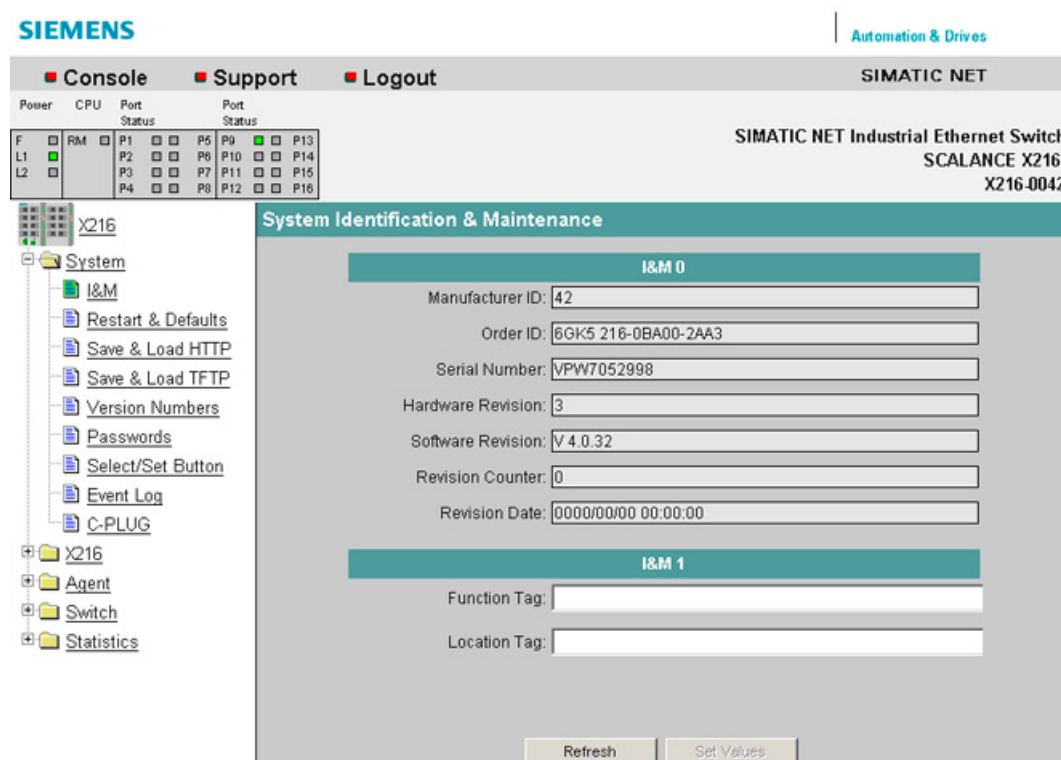 SIEMENS
Automation & Drives
Console Support Logout SIMATIC NET
Power CPU Port Status Port Status
F RM P1 P5 P9 P13
L1 P2 P6 P10 P14
L2 P3 P7 P11 P15
P4 P8 P12 P16
SIMATIC NET Industrial Ethernet Switch
SCALANCE X216
X216-0042
X216
System
I&M
Restart & Defaults
Save & Load HTTP
Save & Load TFTP
Version Numbers
Passwords
Select/Set Button
Event Log
C-PLUG
X216
Agent
Switch
Statistics
System Identification & Maintenance
I&M 0
Manufacturer ID: 42
Order ID: 6GK5 216-0BA00-2AA3
Serial Number: VPW7052998
Hardware Revision: 3
Software Revision: V 4.0.32
Revision Counter: 0
Revision Date: 0000/00/00 00:00:00
I&M 1
Function Tag:
Location Tag:
Refresh Set Values